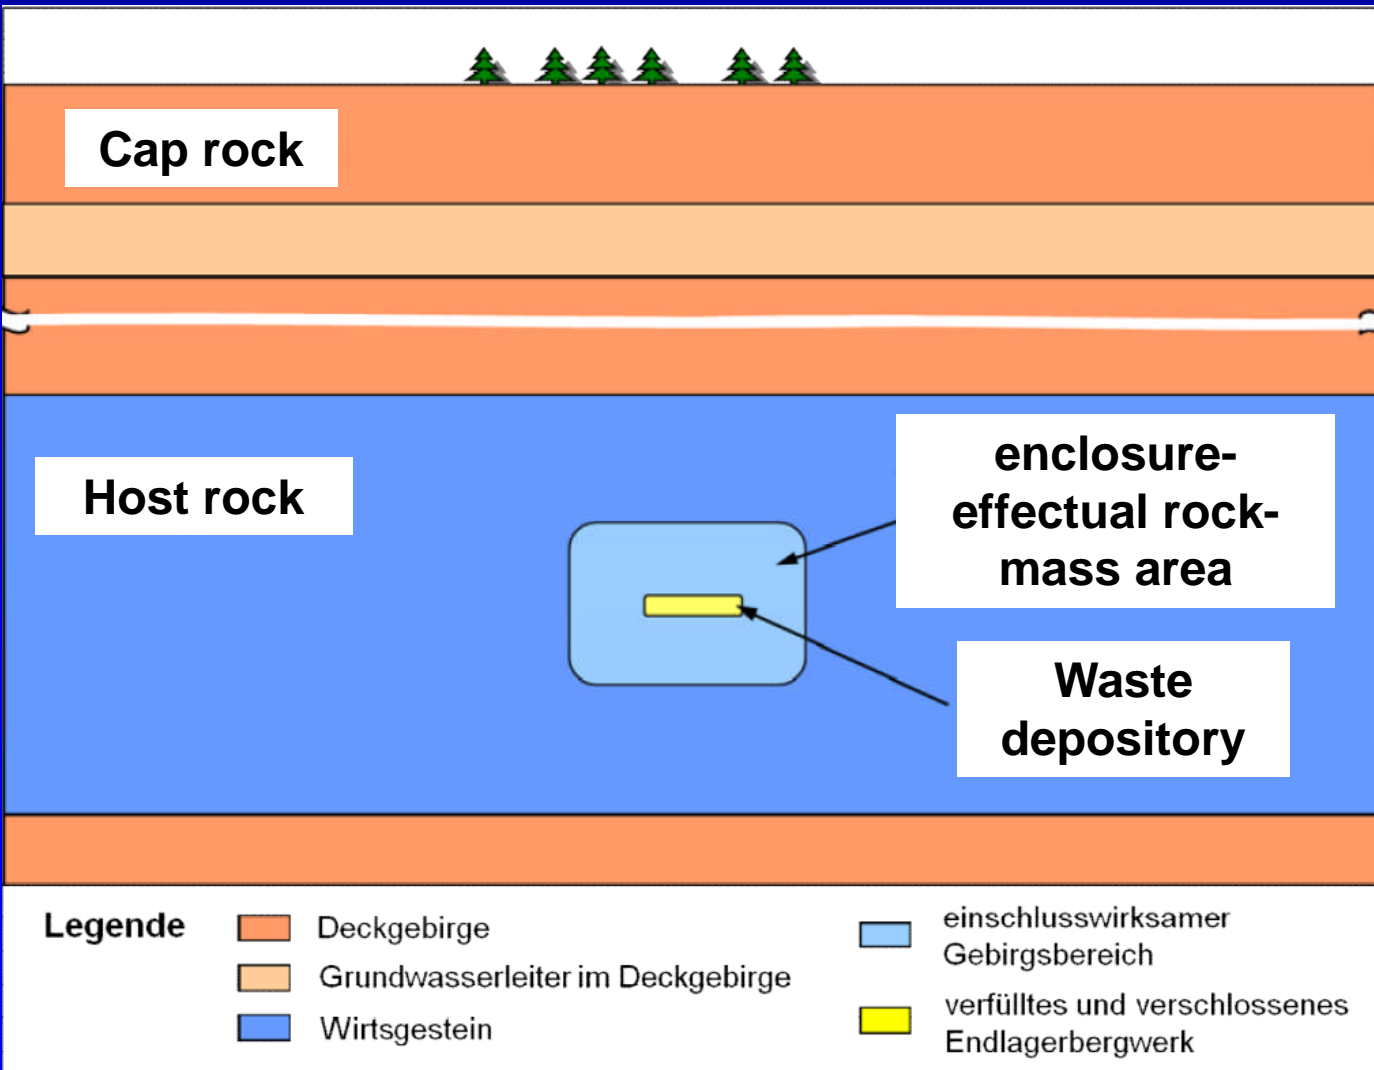 Cap rock
Host rock
enclosure-
effectual rock-
mass area
Waste
depository
Legende
Deckgebirge
Grundwasserleiter im Deckgebirge
Wirtsgestein
einschlusswirksamer
Gebirgsbereich
verfülltes und verschlossenes
Endlagerbergwerk